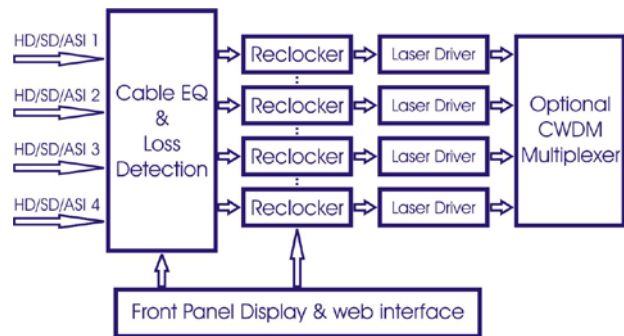 HD/SD/ASI 1
HD/SD/ASI 2
HD/SD/ASI 3
HD/SD/ASI 4
Cable EQ
&
Loss
Detection
Reclocker
Laser Driver
Reclocker
Laser Driver
Reclocker
Laser Driver
Reclocker
Laser Driver
Optional
CWDM
Multiplexer
Front Panel Display & web interface